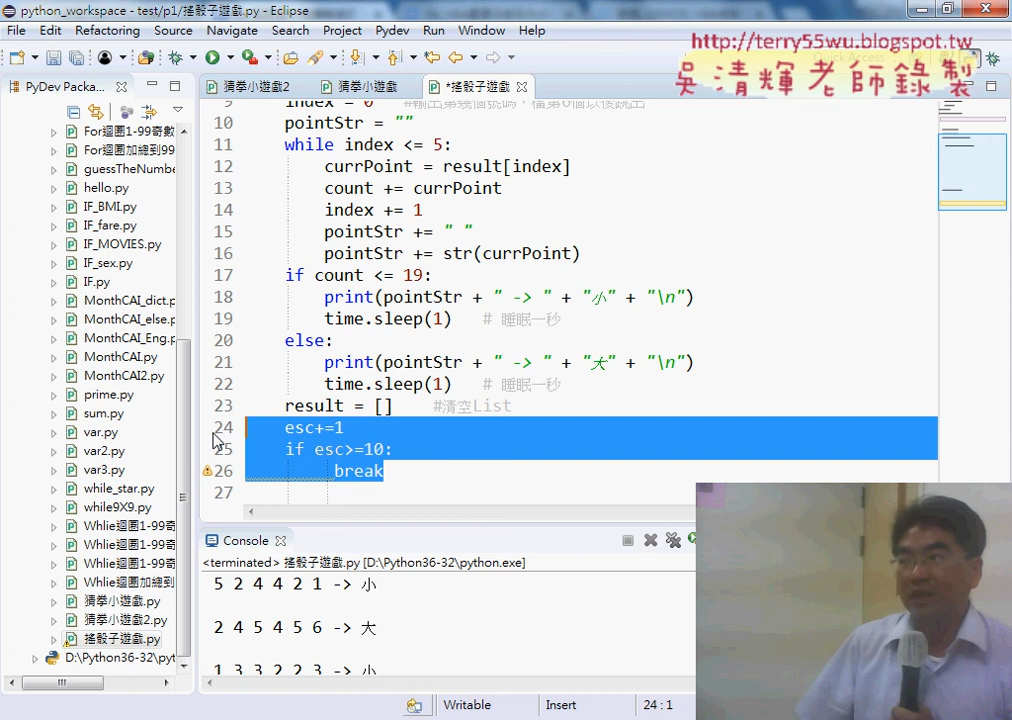 python_workspace - test/p1/搖骰子遊戲.py - Eclipse
File Edit Refactoring Source Navigate Search Project Pydev Run Window Help
http://terry55wu.blogspot.tw
吳清輝老師錄製
PyDev Packa...
猜拳小遊戲2
猜拳小遊戲
*搖骰子遊戲
For迴圈1-99奇數
For迴圈加總到99
guessTheNumbe
hello.py
IF_BMI.py
IF_fare.py
IF_MOVIES.py
IF_sex.py
IF.py
MonthCAI_dict.p
MonthCAI_else.p
MonthCAI_Eng.p
MonthCAI.py
MonthCAI2.py
prime.py
sum.py
var.py
var2.py
var3.py
while_star.py
while9X9.py
Whlie迴圈1-99奇
Whlie迴圈1-99奇
Whlie迴圈1-99奇
Whlie迴圈加總到
猜拳小遊戲.py
猜拳小遊戲2.py
搖骰子遊戲.py
D:\Python36-32\pyt
9 index = 0
10 pointStr = ""
11 while index <= 5:
12 currPoint = result[index]
13 count += currPoint
14 index += 1
15 pointStr += " "
16 pointStr += str(currPoint)
17 if count <= 19:
18 print(pointStr + " -> " + "小" + "\n")
19 time.sleep(1) # 睡眠一秒
20 else:
21 print(pointStr + " -> " + "大" + "\n")
22 time.sleep(1) # 睡眠一秒
23 result = [] #清空List
24 esc+=1
25 if esc>=10:
26 break
27
Console
<terminated> 搖骰子遊戲.py [D:\Python36-32\python.exe]
5 2 4 4 2 1 -> 小
2 4 5 4 5 6 -> 大
1 3 3 2 2 3 -> 小
Writable Insert 24 : 1